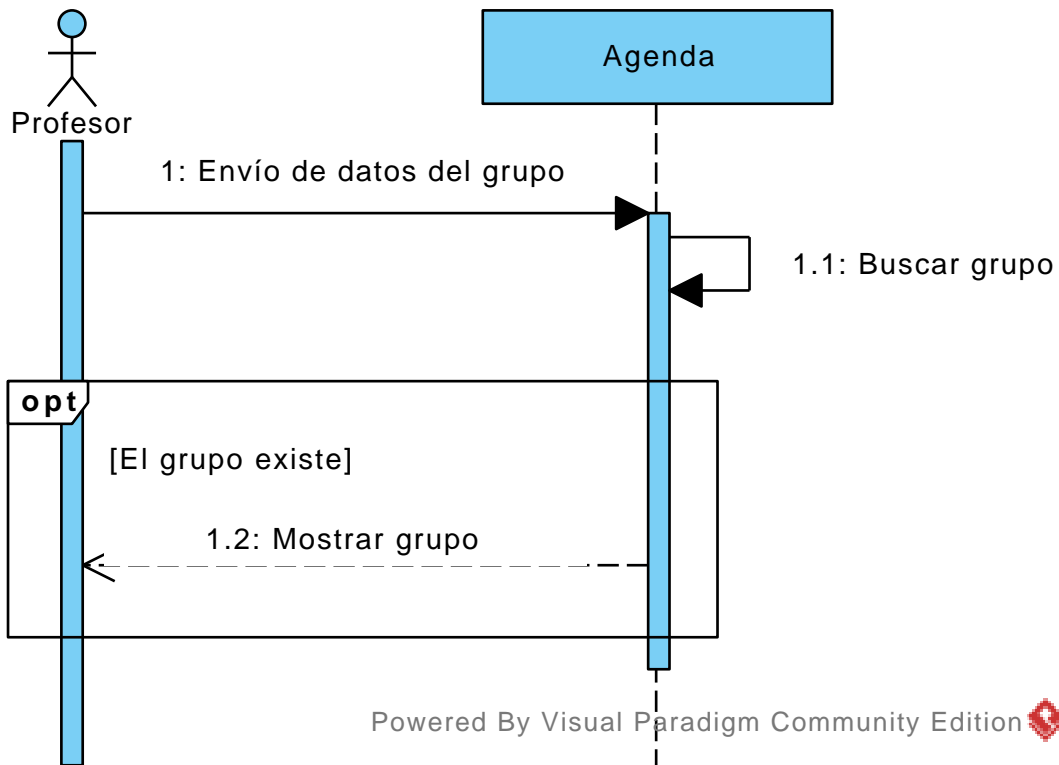 Agenda
Profesor
1: Envío de datos del grupo
1.1: Buscar grupo
opt
[El grupo existe]
1.2: Mostrar grupo
Powered By Visual Paradigm Community Edition